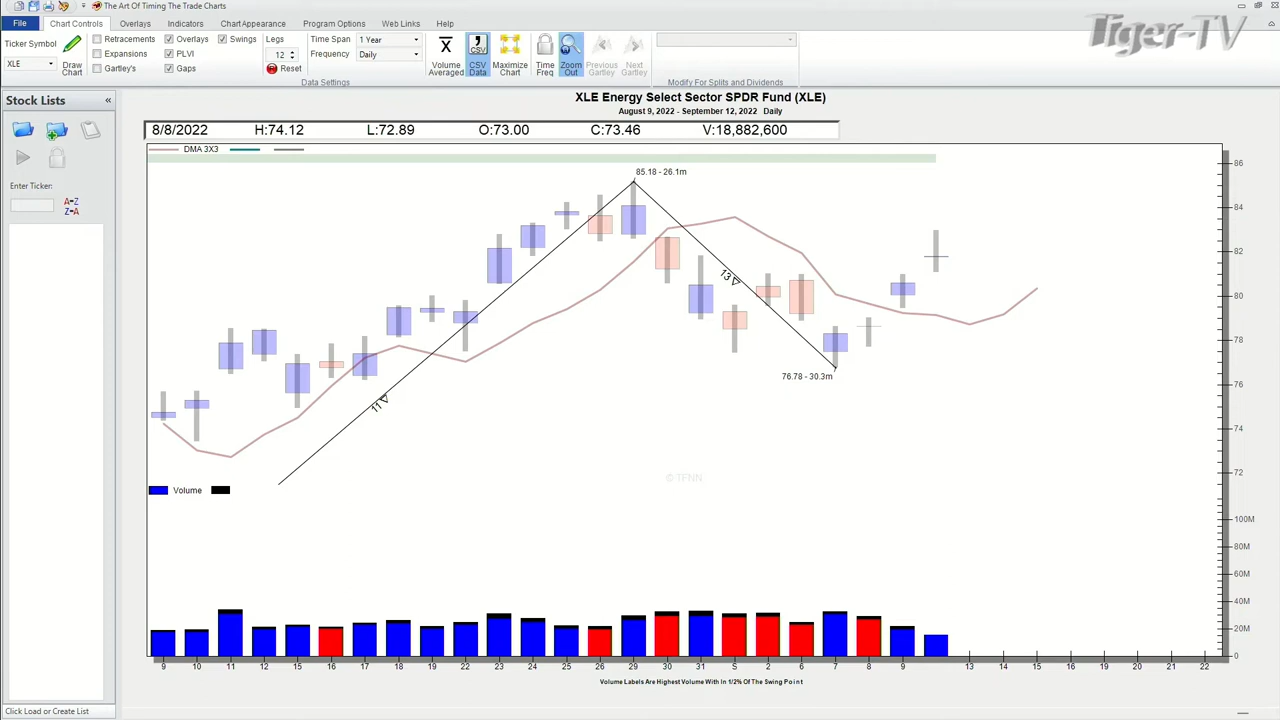 The Art Of Timing The Trade Charts
File Chart Controls Overlays Indicators Chart Appearance Program Options Web Links Help
Tiger-TV
Ticker Symbol
XLE
Draw
Chart
Retracements Overlays Swings
Expansions PLVI
Gartley's Gaps
Legs
12
Reset
Time Span 1 Year
Frequency Daily
Data Settings
Volume
Averaged
CSV
CSV
Data
Maximize
Chart
Time
Freq
Zoom
Out
Previous
Gartley
Next
Gartley
Modify For Splits and Dividends
Stock Lists «
Enter Ticker:
A-Z
Z-A
Click Load or Create List
XLE Energy Select Sector SPDR Fund (XLE)
August 9, 2022 - September 12, 2022 Daily
8/8/2022 H:74.12 L:72.89 O:73.00 C:73.46 V:18,882,600
DMA 3X3
85.18 - 26.1m
13
76.78 - 30.3m
11
© TFNN
86
84
82
80
78
76
74
72
Volume
100M
80M
60M
40M
20M
0
9 10 11 12 15 16 17 18 19 22 23 24 25 26 29 30 31 S 2 6 7 8 9 13 14 15 16 19 20 21 22
Volume Labels Are Highest Volume With In 1/2% Of The Swing Point